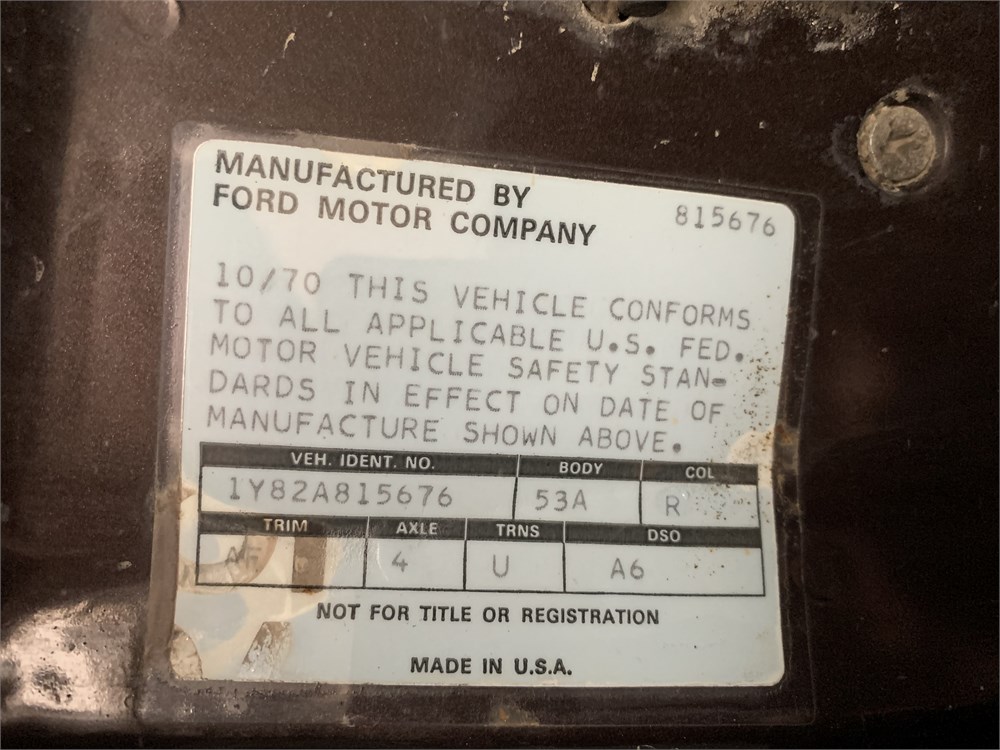 MANUFACTURED BY
FORD MOTOR COMPANY
815676
10/70 THIS VEHICLE CONFORMS
TO ALL APPLICABLE U.S. FED.
MOTOR VEHICLE SAFETY STAN-
DARDS IN EFFECT ON DATE OF
MANUFACTURE SHOWN ABOVE.
VEH. IDENT. NO. BODY COL
1Y82A815676 53A R
TRIM AXLE TRNS DSO
4 U A6
NOT FOR TITLE OR REGISTRATION
MADE IN U.S.A.